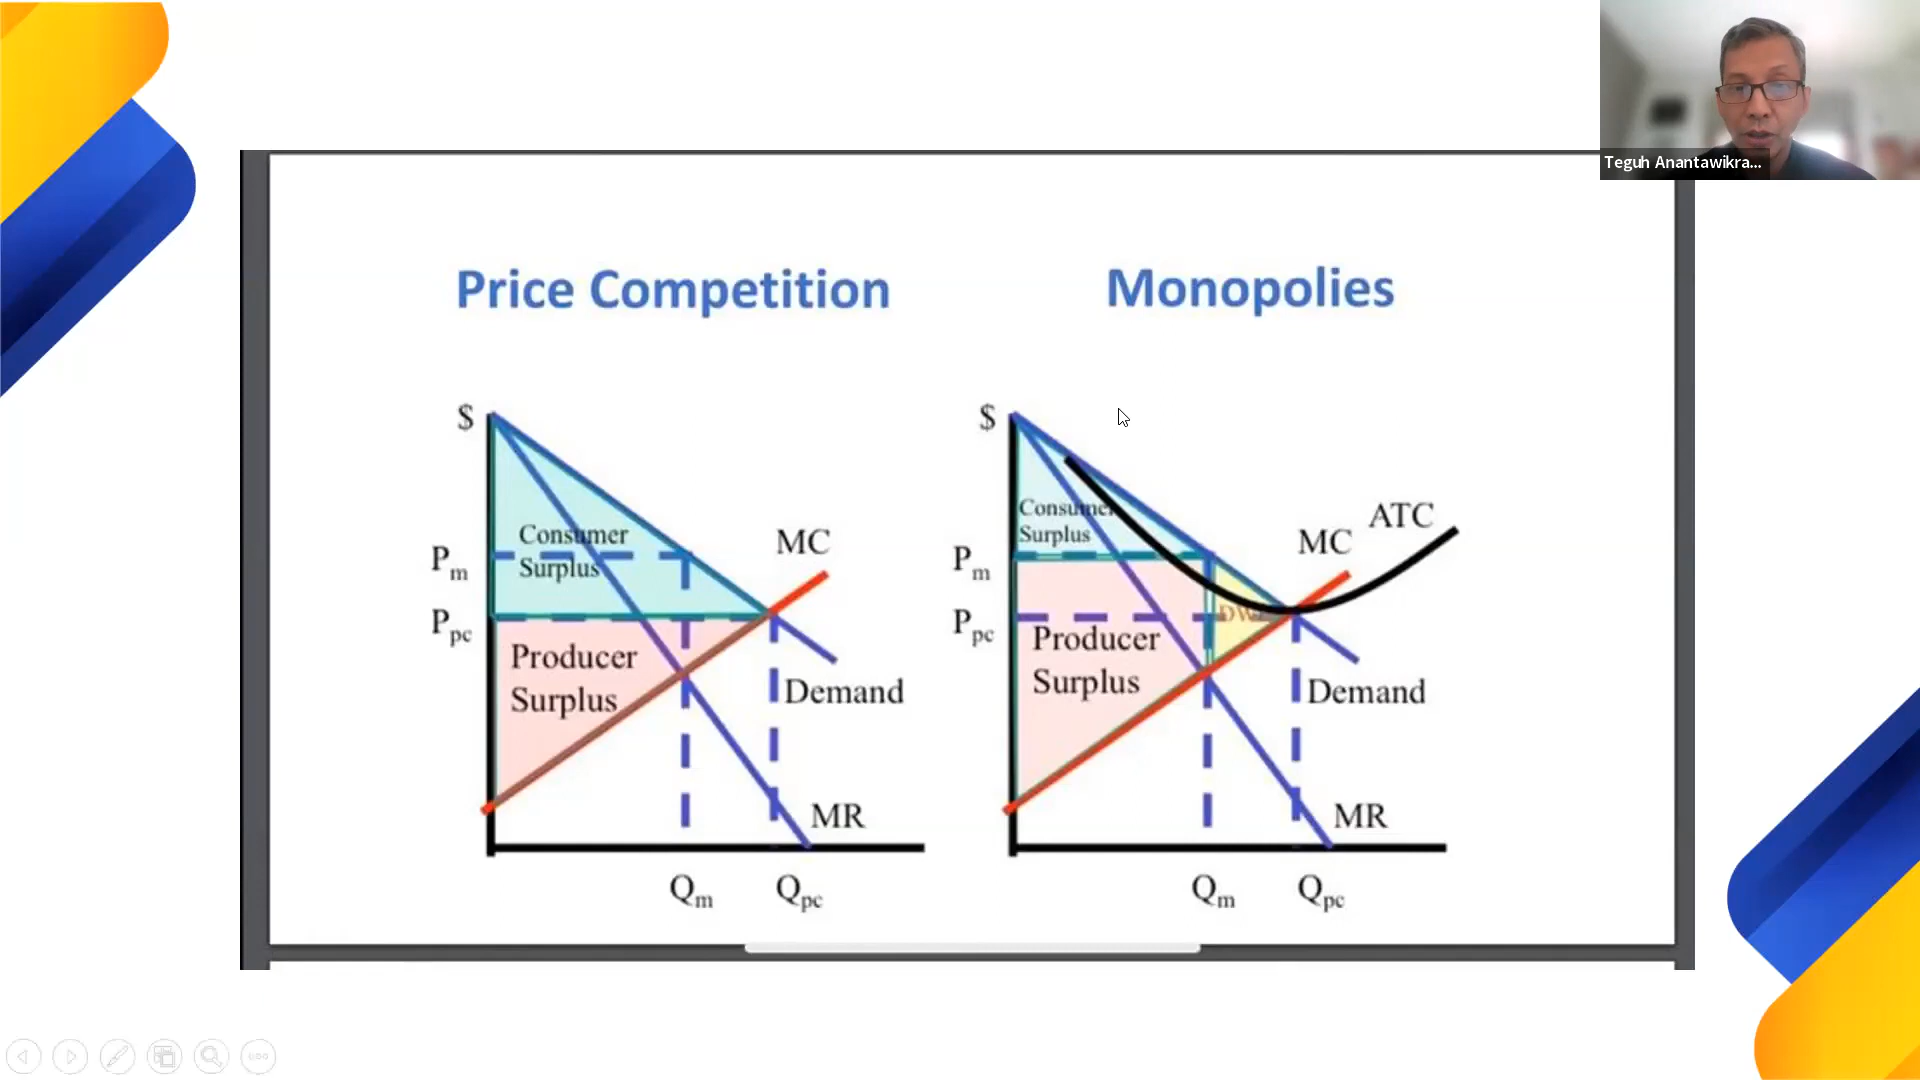 Teguh Anantawikra...
Price Competition
Monopolies
$
Consumer
Surplus
MC
Pm
Ppc
Producer
Surplus
Demand
MR
Qm
Qpc
$
Consumer
Surplus
MC
ATC
Pm
Ppc
DW
Producer
Surplus
Demand
MR
Qm
Qpc